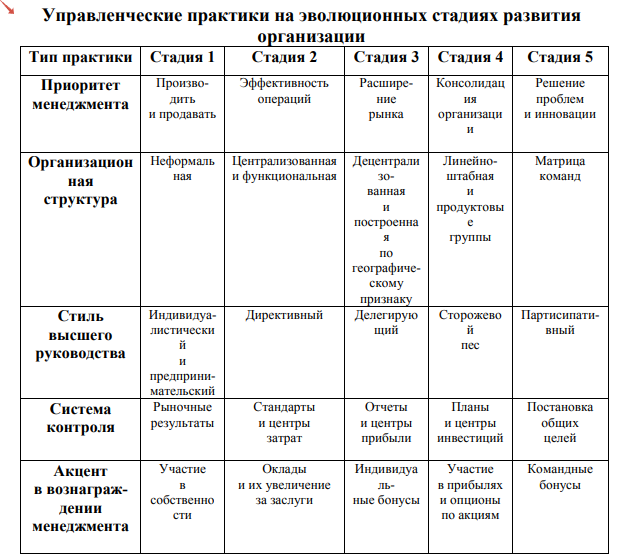 Управленческие практики на эволюционных стадиях развития
организации
Тип практики Стадия 1 Стадия 2 Стадия 3 Стадия 4 Стадия 5
Приоритет
менеджмента
Произво-
дить
и продавать
Эффективность
операций
Расшире-
ние
рынка
Консолидац
ия
организаци
и
Решение
проблем
и инновации
Организацион
ная
структура
Неформаль
ная
Централизованная
и функциональная
Децентрали
зо-
ванная
и
построенна
я
по
географиче-
скому
признаку
Линейно-
штабная
и
продуктовы
е
группы
Матрица
команд
Стиль
высшего
руководства
Индивидуа-
листически
й
и
предприни-
мательский
Директивный
Делегирую
щий
Сторожево
й
пес
Партисипати-
вный
Система
контроля
Рыночные
результаты
Стандарты
и центры
затрат
Отчеты
и центры
прибыли
Планы
и центры
инвестиций
Постановка
общих
целей
Акцент
в вознаграж-
дении
менеджмента
Участие
в
собственно
сти
Оклады
и их увеличение
за заслуги
Индивидуа
ль-
ные бонусы
Участие
в прибылях
и опционы
по акциям
Командные
бонусы